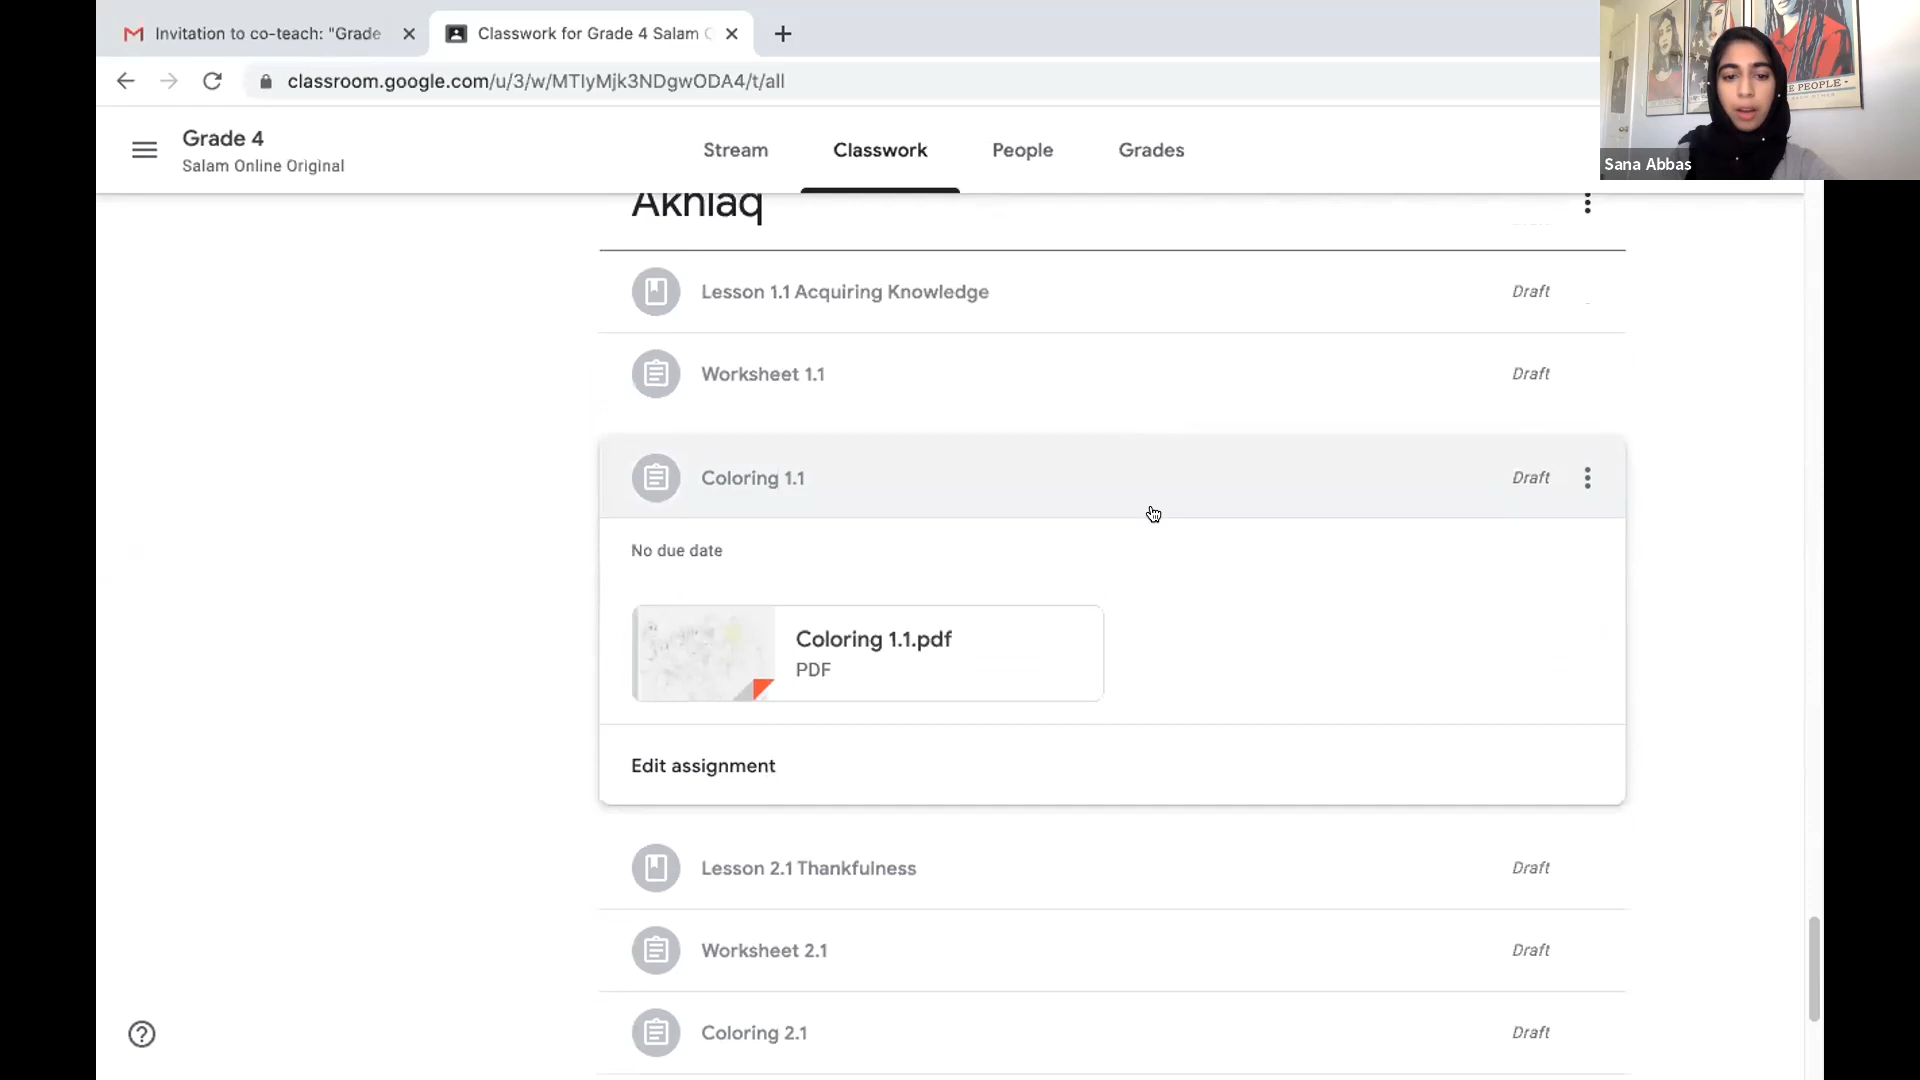 Invitation to co-teach: "Grade
Classwork for Grade 4 Salam
classroom.google.com/u/3/w/MTIyMjk3NDgwODA4/t/all
Grade 4
Salam Online Original
Stream
Classwork
People
Grades
E PEOPLE -
Sana Abbas
Akhlaq
Lesson 1.1 Acquiring Knowledge
Draft
Worksheet 1.1
Draft
Coloring 1.1
Draft
No due date
Coloring 1.1.pdf
PDF
Edit assignment
Lesson 2.1 Thankfulness
Draft
Worksheet 2.1
Draft
Coloring 2.1
Draft